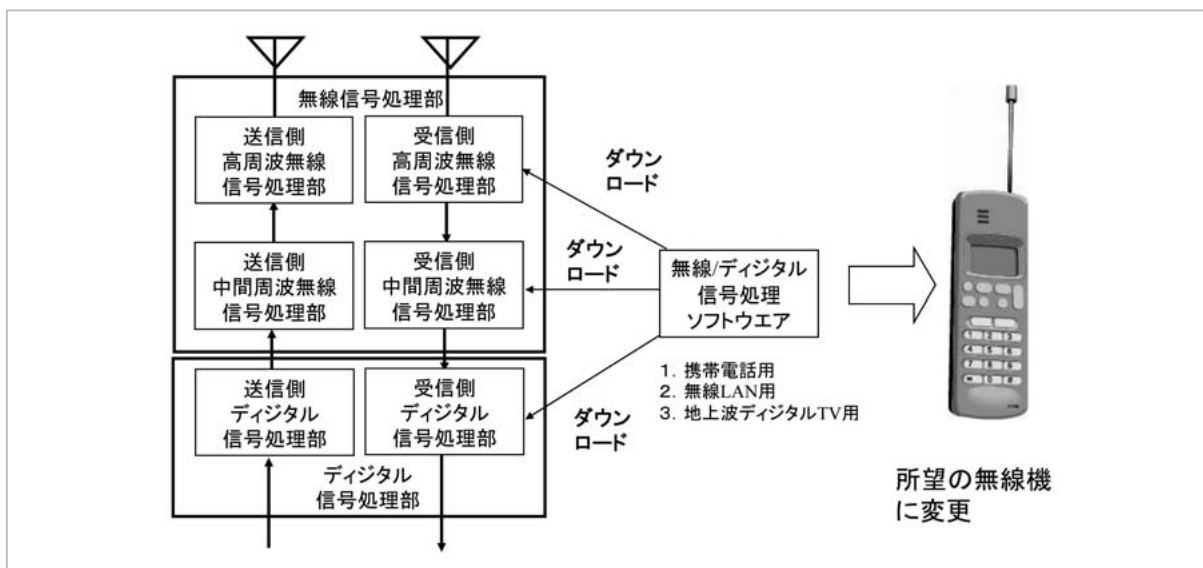 無線信号処理部
送信側
高周波無線
信号処理部
受信側
高周波無線
信号処理部
送信側
中間周波無線
信号処理部
受信側
中間周波無線
信号処理部
送信側
ディジタル
信号処理部
受信側
ディジタル
信号処理部
ディジタル
信号処理部
ダウン
ロード
ダウン
ロード
ダウン
ロード
無線/ディジタル
信号処理
ソフトウエア
1. 携帯電話用
2. 無線LAN用
3. 地上波ディジタルTV用
所望の無線機
に変更